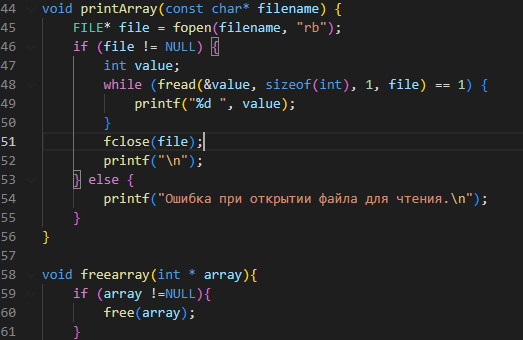 44 void printArray(const char* filename) {
45     FILE* file = fopen(filename, "rb");
46     if (file != NULL) {
47         int value;
48         while (fread(&value, sizeof(int), 1, file) == 1) {
49             printf("%d ", value);
50         }
51         fclose(file);
52         printf("\n");
53     } else {
54         printf("Ошибка при открытии файла для чтения.\n");
55     }
56 }
57
58 void freearray(int * array){
59     if (array !=NULL){
60         free(array);
61     }